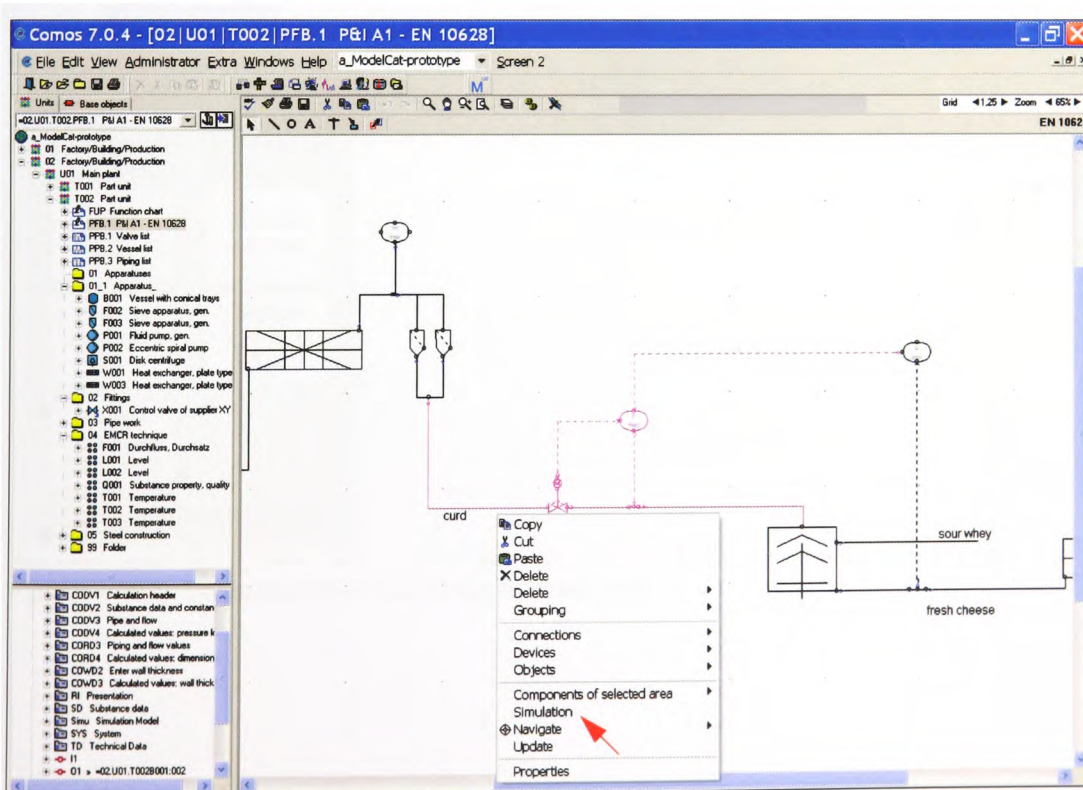 Comos 7.0.4 - [02|U01|T002|PFB.1 P&I A1 - EN 10628]
File Edit View Administrator Extra Windows Help a_ModelCat-prototype Screen 2
M
Units Base objects
Grid 1,25 Zoom 65%
=02.U01.T002.PFB.1 P&I A1 - EN 10628
A T
EN 1062
a_ModelCat-prototype
01 Factory/Building/Production
02 Factory/Building/Production
U01 Main plant
T001 Part unit
T002 Part unit
FUP Function chart
PFB.1 P&I A1 - EN 10628
PPB.1 Valve list
PPB.2 Vessel list
PPB.3 Piping list
01 Apparatuses
01_1 Apparatus_
B001 Vessel with conical trays
F002 Sieve apparatus, gen.
F003 Sieve apparatus, gen.
P001 Fluid pump, gen.
P002 Eccentric spiral pump
S001 Disk centrifuge
W001 Heat exchanger, plate type
W003 Heat exchanger, plate type
02 Fittings
X001 Control valve of supplier XY
03 Pipe work
04 EMCR technique
F001 Durchfluss, Durchsatz
L001 Level
L002 Level
Q001 Substance property, quality
T001 Temperature
T002 Temperature
T003 Temperature
05 Steel construction
99 Folder
CODV1 Calculation header
CODV2 Substance data and constan
CODV3 Pipe and flow
CODV4 Calculated values: pressure l
CORD3 Piping and flow values
CORD4 Calculated values: dimension
COWD2 Enter wall thickness
COWD3 Calculated values: wall thick
RI Presentation
SD Substance data
Simu Simulation Model
SYS System
TD Technical Data
I1
O1 > =02.U01.T002B001:002
curd
sour whey
fresh cheese
Copy
Cut
Paste
Delete
Delete
Grouping
Connections
Devices
Objects
Components of selected area
Simulation
Navigate
Update
Properties